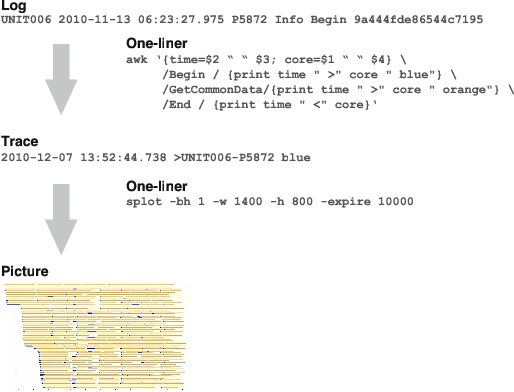 Log
UNIT006 2010-11-13 06:23:27.975 P5872 Info Begin 9a444fde86544c7195
One-liner
awk ‘{time=$2 “ “ $3; core=$1 “ “ $4} \
/Begin / {print time " >" core " blue"} \
/GetCommonData/{print time " >" core " orange"} \
/End / {print time " <" core}‘
Trace
2010-12-07 13:52:44.738 >UNIT006-P5872 blue
One-liner
splot -bh 1 -w 1400 -h 800 -expire 10000
Picture